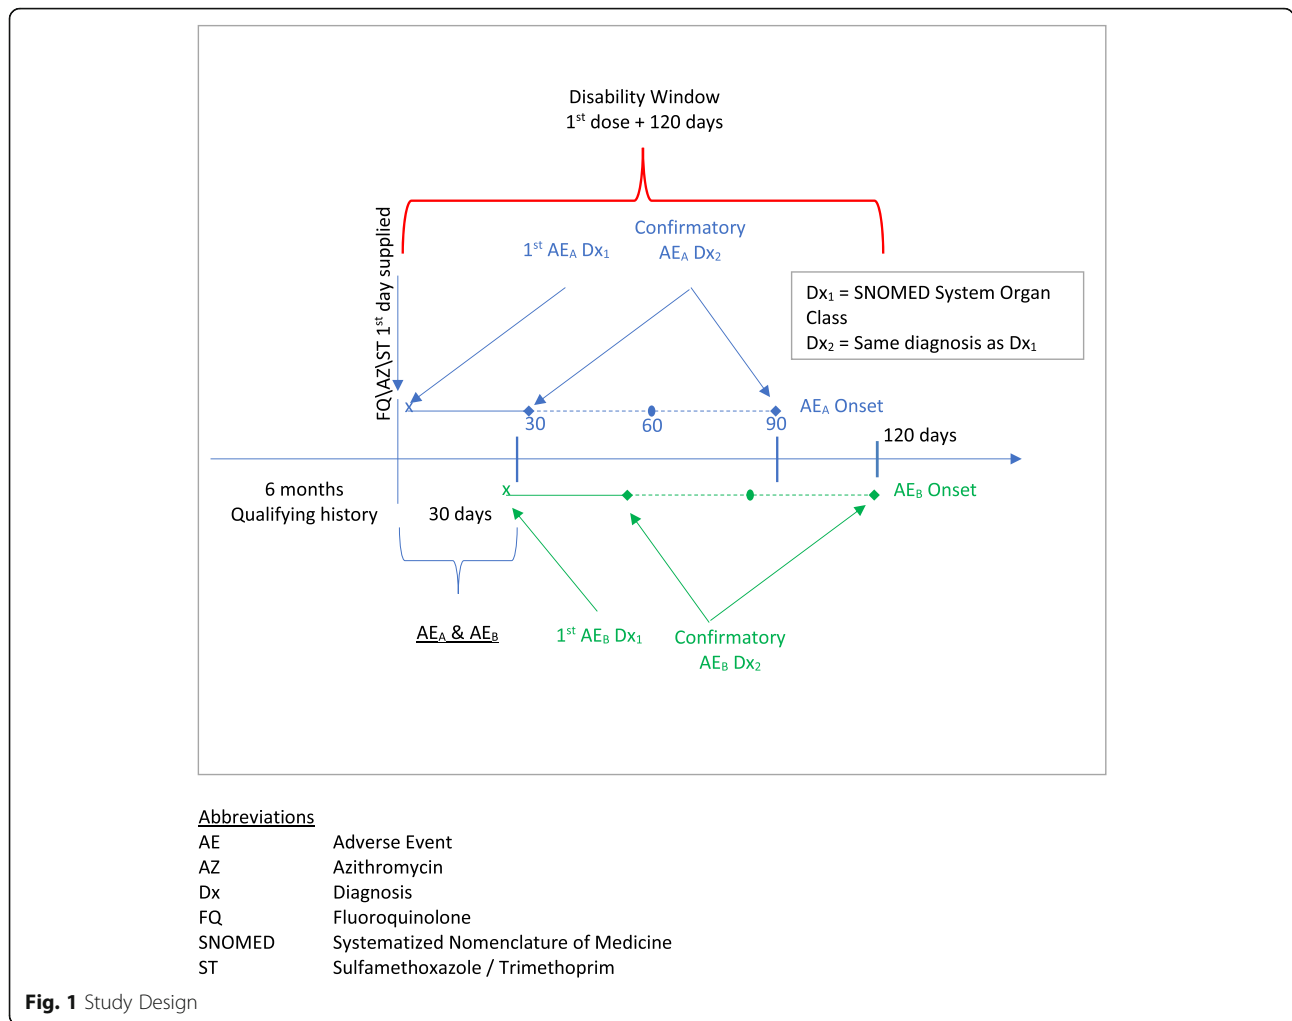 Disability Window
1st dose + 120 days
FQ\AZ\ST 1st day supplied
1st AEA Dx1
Confirmatory
AEA Dx2
Dx1 = SNOMED System Organ
Class
Dx2 = Same diagnosis as Dx1
x
30
60
90
AEA Onset
120 days
6 months
Qualifying history
30 days
x
AEB Onset
AEA & AEB
1st AEB Dx1
Confirmatory
AEB Dx2
Abbreviations
AE Adverse Event
AZ Azithromycin
Dx Diagnosis
FQ Fluoroquinolone
SNOMED Systematized Nomenclature of Medicine
ST Sulfamethoxazole / Trimethoprim
Fig. 1 Study Design